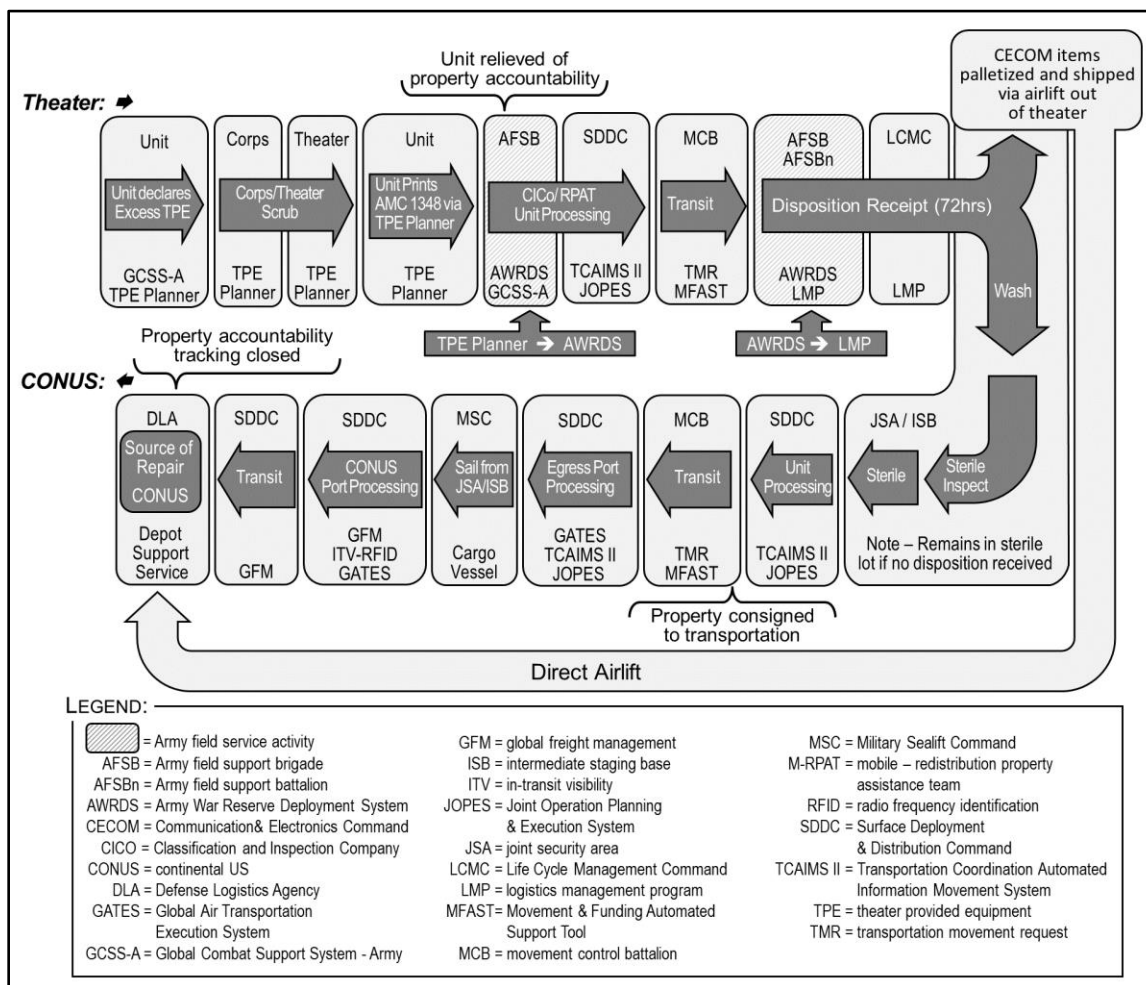 CECOM items
palletized and shipped
via airlift out
of theater
Unit relieved of
property accountability
Theater:
Unit
Unit declares
Excess TPE
GCSS-A
TPE Planner
Corps
Theater
Corps/Theater
Scrub
TPE
Planner
TPE
Planner
Unit
Unit Prints
AMC 1348 via
TPE Planner
TPE
Planner
AFSB
SDDC
CICo/RPAT
Unit Processing
AWRDS
GCSS-A
TCAIMS II
JOPES
MCB
Transit
TMR
MFAST
AFSB
AFSBn
LCMC
Disposition Receipt (72hrs)
AWRDS
LMP
LMP
Wash
TPE Planner ➔ AWRDS
AWRDS ➔ LMP
Property accountability
tracking closed
CONUS:
DLA
Source of
Repair
CONUS
Depot
Support
Service
SDDC
Transit
GFM
SDDC
CONUS
Port Processing
GFM
ITV-RFID
GATES
MSC
Sail from
JSA/ISB
Cargo
Vessel
SDDC
Egress Port
Processing
GATES
TCAIMS II
JOPES
MCB
Transit
TMR
MFAST
SDDC
Unit
Processing
TCAIMS II
JOPES
JSA / ISB
Sterile
Sterile
Inspect
Note – Remains in sterile
lot if no disposition received
Property consigned
to transportation
Direct Airlift
LEGEND:
= Army field service activity
AFSB = Army field support brigade
AFSBn = Army field support battalion
AWRDS = Army War Reserve Deployment System
CECOM = Communication& Electronics Command
CICO = Classification and Inspection Company
CONUS = continental US
DLA = Defense Logistics Agency
GATES = Global Air Transportation
Execution System
GCSS-A = Global Combat Support System - Army
GFM = global freight management
ISB = intermediate staging base
ITV = in-transit visibility
JOPES = Joint Operation Planning
& Execution System
JSA = joint security area
LCMC = Life Cycle Management Command
LMP = logistics management program
MFAST= Movement & Funding Automated
Support Tool
MCB = movement control battalion
MSC = Military Sealift Command
M-RPAT = mobile – redistribution property
assistance team
RFID = radio frequency identification
SDDC = Surface Deployment
& Distribution Command
TCAIMS II = Transportation Coordination Automated
Information Movement System
TPE = theater provided equipment
TMR = transportation movement request